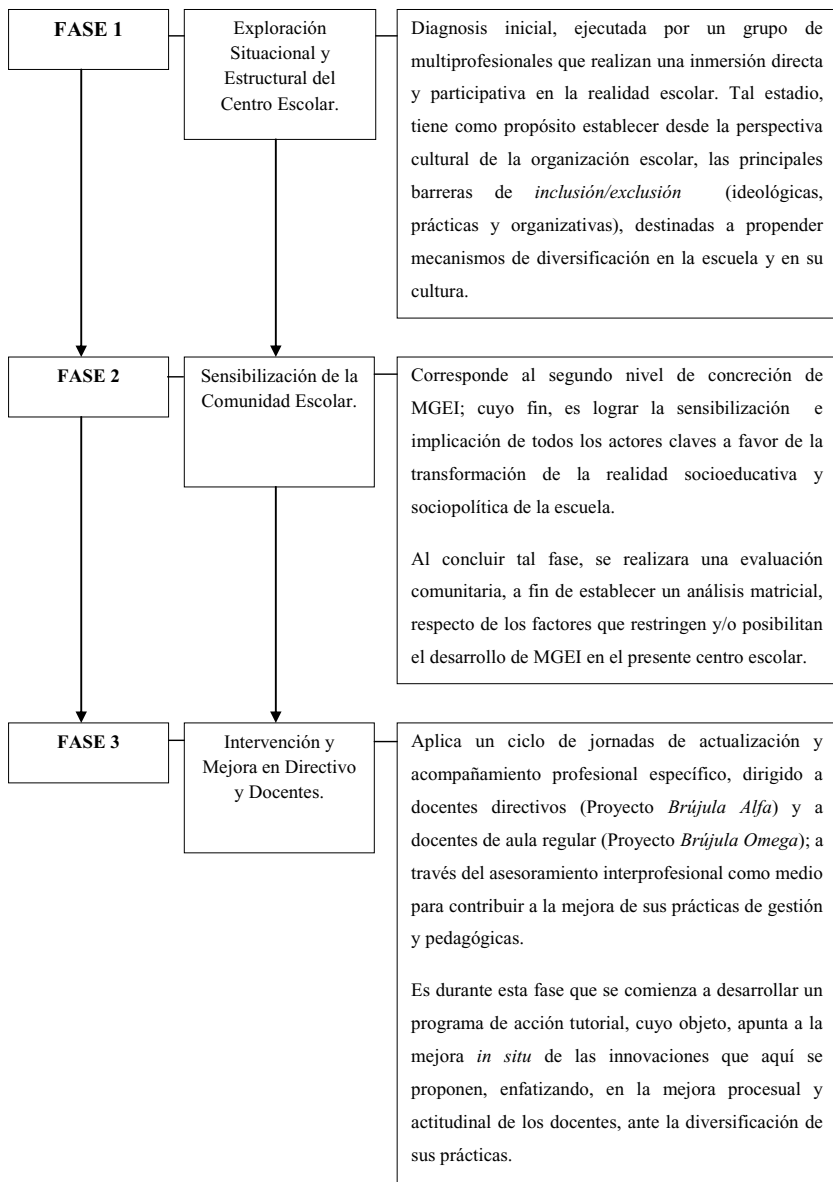 FASE 1
Exploración
Situacional y
Estructural del
Centro Escolar.
Diagnosis inicial, ejecutada por un grupo de
multiprofesionales que realizan una inmersión directa
y participativa en la realidad escolar. Tal estadio,
tiene como propósito establecer desde la perspectiva
cultural de la organización escolar, las principales
barreras de inclusión/exclusión (ideológicas,
prácticas y organizativas), destinadas a propender
mecanismos de diversificación en la escuela y en su
cultura.
FASE 2
Sensibilización de la
Comunidad Escolar.
Corresponde al segundo nivel de concreción de
MGEI; cuyo fin, es lograr la sensibilización e
implicación de todos los actores claves a favor de la
transformación de la realidad socioeducativa y
sociopolítica de la escuela.
Al concluir tal fase, se realizara una evaluación
comunitaria, a fin de establecer un análisis matricial,
respecto de los factores que restringen y/o posibilitan
el desarrollo de MGEI en el presente centro escolar.
FASE 3
Intervención y
Mejora en Directivo
y Docentes.
Aplica un ciclo de jornadas de actualización y
acompañamiento profesional específico, dirigido a
docentes directivos (Proyecto Brújula Alfa) y a
docentes de aula regular (Proyecto Brújula Omega); a
través del asesoramiento interprofesional como medio
para contribuir a la mejora de sus prácticas de gestión
y pedagógicas.
Es durante esta fase que se comienza a desarrollar un
programa de acción tutorial, cuyo objeto, apunta a la
mejora in situ de las innovaciones que aquí se
proponen, enfatizando, en la mejora procesual y
actitudinal de los docentes, ante la diversificación de
sus prácticas.